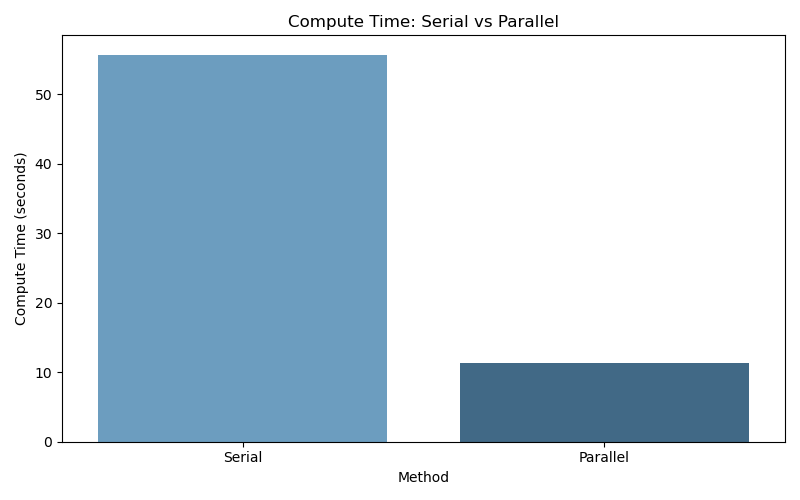 Compute Time: Serial vs Parallel
Compute Time (seconds)
50
40
30
20
10
0
Serial
Parallel
Method